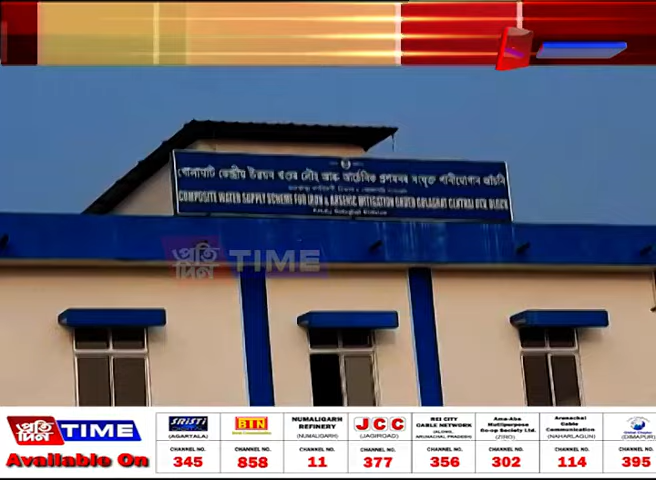 গোলাঘাট কেন্দ্ৰীয় উন্নয়ন খণ্ডৰ লৌহ আৰু আৰ্চেনিক প্ৰশমনৰ সংযুক্ত পানীযোগান আঁচনি
COMPOSITE WATER SUPPLY SCHEME FOR IRON & ARSENIC MITIGATION UNDER GOLAGHAT CENTRAL DEV. BLOCK
প্ৰতি দিন TIME
প্ৰতি দিন TIME
Available On
SRISTI
(AGARTALA)
CHANNEL NO.
345
BTN
CHANNEL NO.
858
NUMALIGARH
REFINERY
(NUMALIGARH)
CHANNEL NO.
11
JCC
(JAGIROAD)
CHANNEL NO.
377
REI CITY
CABLE NETWORK
ARUNACHAL PRADESH)
CHANNEL NO.
356
Ama-Aba
Multipurpose
Co-op Society Ltd.
(ZIRO)
CHANNEL NO.
302
Arunachal
Cable
Communication
(NAHARLAGUN)
CHANNEL NO.
114
(DIMAPUR)
CHANNEL NO.
395